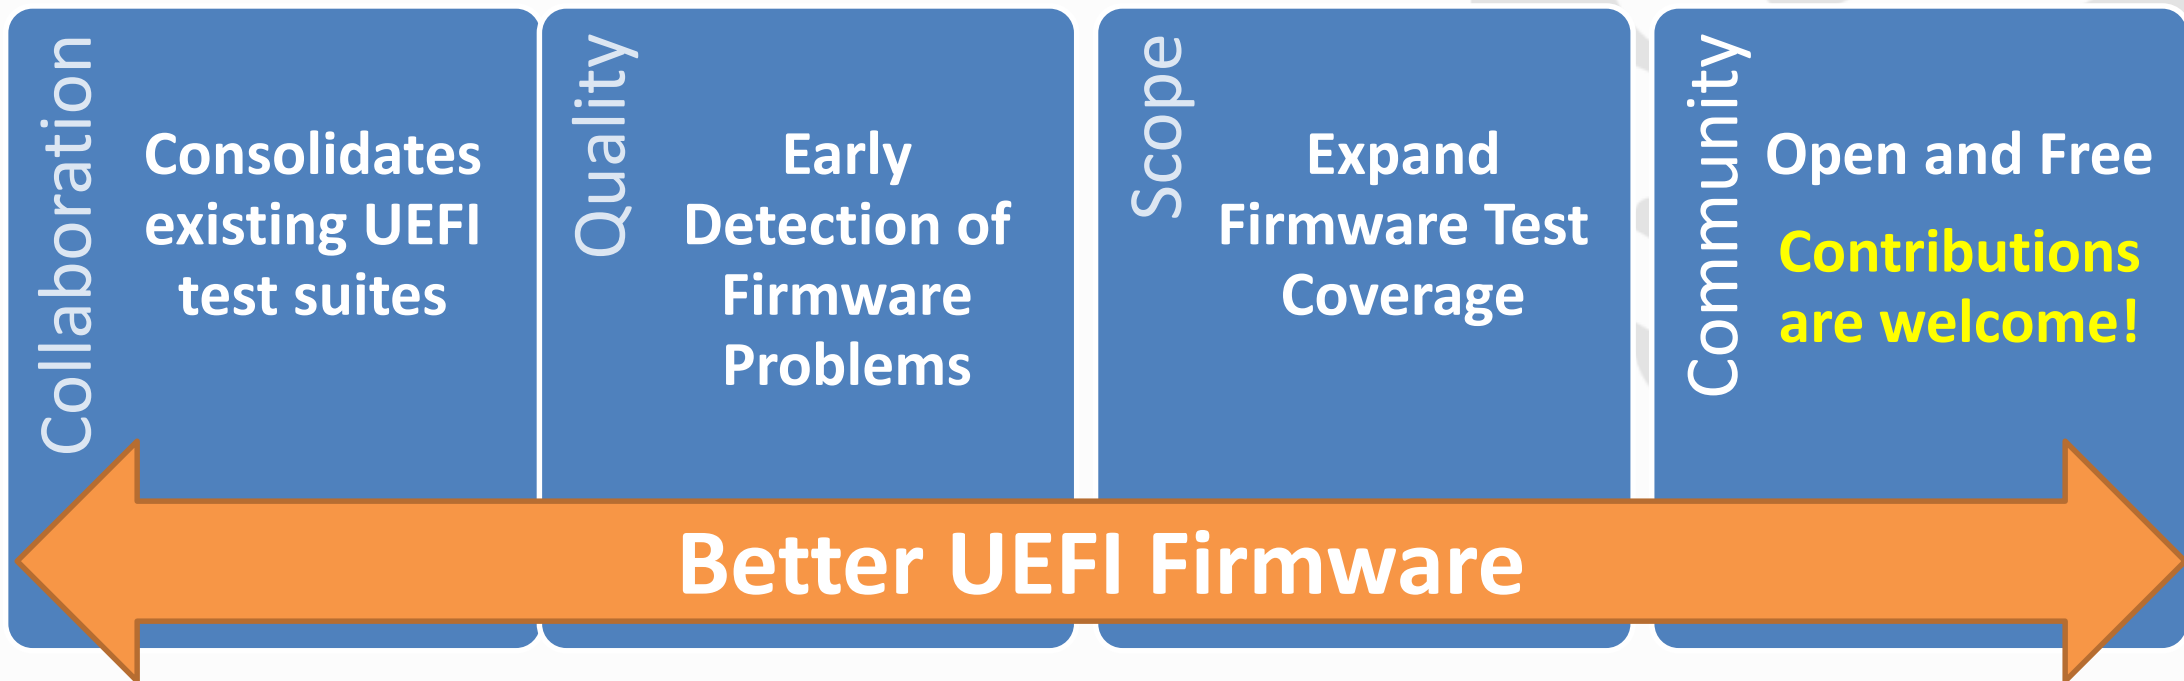 Collaboration
Consolidates
existing UEFI
test suites
Quality
Early
Detection of
Firmware
Problems
Scope
Expand
Firmware Test
Coverage
Community
Open and Free
Contributions
are welcome!
Better UEFI Firmware